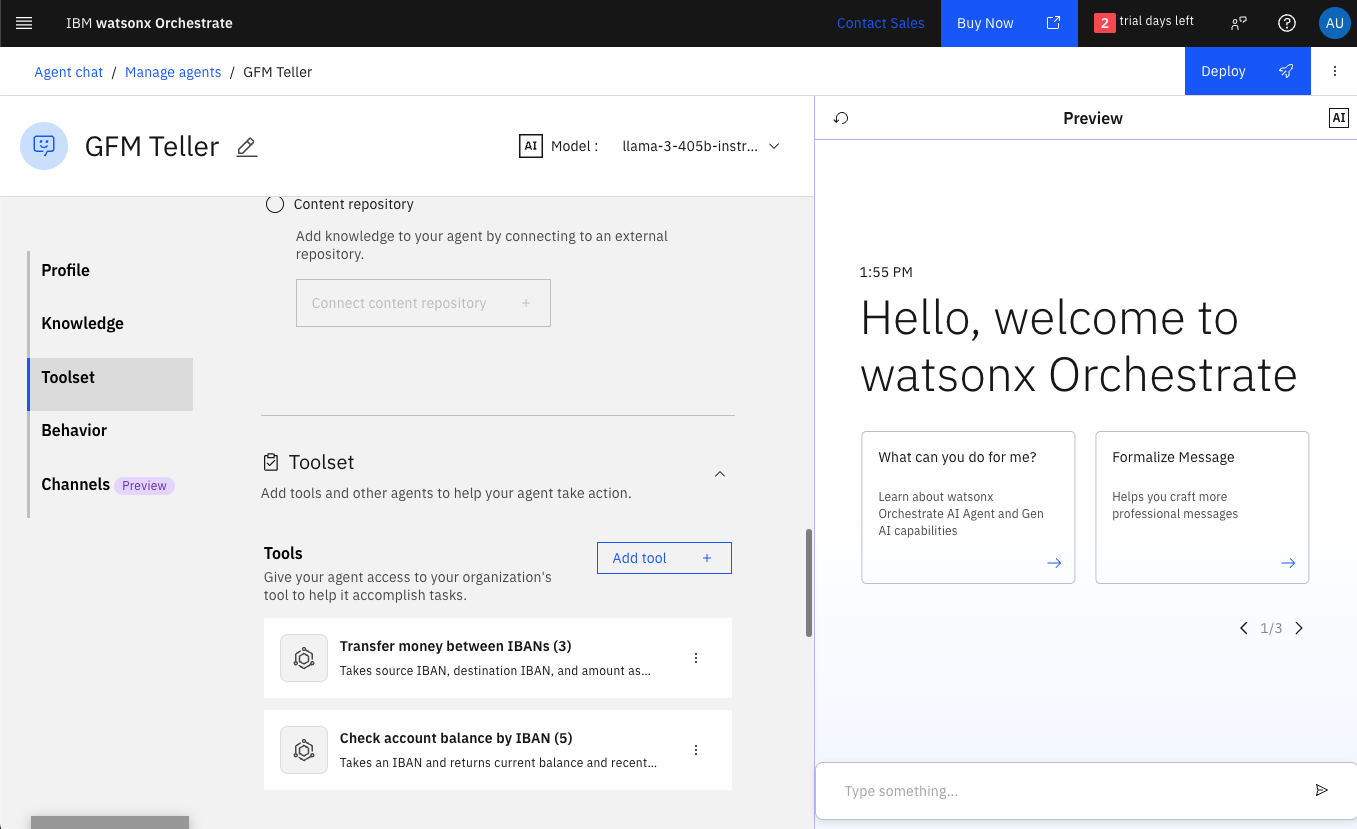 IBM watsonx Orchestrate
Contact Sales
Buy Now
2 trial days left
AU
Agent chat / Manage agents / GFM Teller
Deploy
GFM Teller
AI Model :
llama-3-405b-instr...
Content repository
Add knowledge to your agent by connecting to an external
repository.
Connect content repository +
Profile
Knowledge
Toolset
Behavior
Channels Preview
Toolset
Add tools and other agents to help your agent take action.
Tools
Give your agent access to your organization's
tool to help it accomplish tasks.
Add tool +
Transfer money between IBANs (3)
Takes source IBAN, destination IBAN, and amount as...
Check account balance by IBAN (5)
Takes an IBAN and returns current balance and recent...
Preview
AI
1:55 PM
Hello, welcome to
watsonx Orchestrate
What can you do for me?
Learn about watsonx
Orchestrate AI Agent and Gen
AI capabilities
Formalize Message
Helps you craft more
professional messages
1/3
Type something...